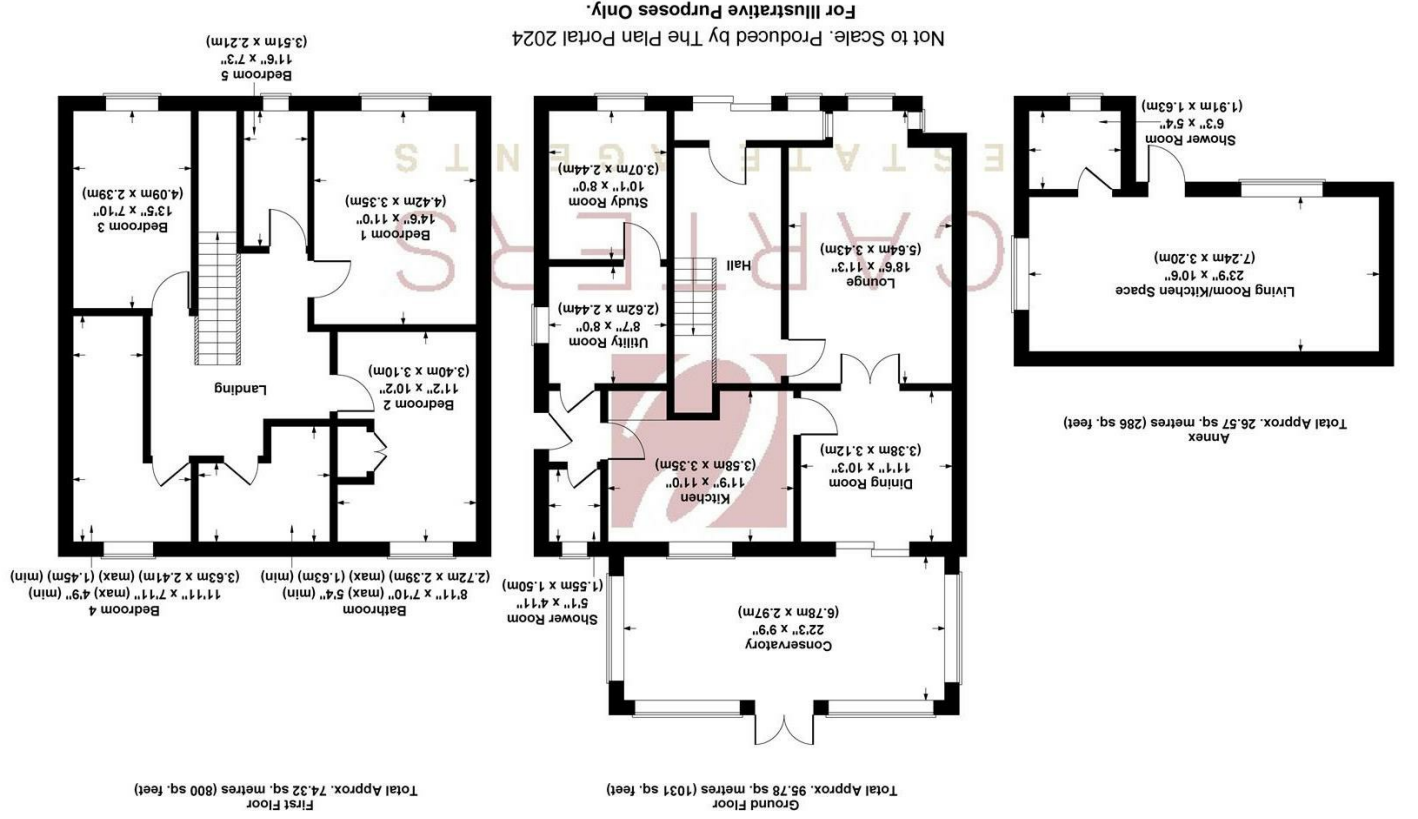 Ground Floor
Total Approx. 95.78 sq. metres (1031 sq. feet)
First Floor
Total Approx. 74.32 sq. metres (800 sq. feet)
Conservatory
22'3" x 9'9"
(6.78m x 2.97m)
Shower Room
5'1" x 4'11"
(1.55m x 1.50m)
Bathroom
8'11" x 7'10" (max) 5'4" (min)
(2.72m x 2.39m) (max) (1.63m) (min)
Bedroom 4
11'11" x 7'11" (max) 4'9" (min)
(3.63m x 2.41m) (max) (1.45m) (min)
Annex
Total Approx. 26.57 sq. metres (286 sq. feet)
Dining Room
11'1" x 10'3"
(3.38m x 3.12m)
Kitchen
11'9" x 11'0"
(3.58m x 3.35m)
Bedroom 2
11'2" x 10'2"
(3.40m x 3.10m)
Landing
Living Room/Kitchen Space
23'9" x 10'6"
(7.24m x 3.20m)
Lounge
18'6" x 11'3"
(5.64m x 3.43m)
Hall
Utility Room
8'7" x 8'0"
(2.62m x 2.44m)
Study Room
10'1" x 8'0"
(3.07m x 2.44m)
Bedroom 1
14'6" x 11'0"
(4.42m x 3.35m)
Bedroom 3
13'5" x 7'10"
(4.09m x 2.39m)
CARTERS
ESTATE AGENTS
Shower Room
6'3" x 5'4"
(1.91m x 1.63m)
Bedroom 5
11'6" x 7'3"
(3.51m x 2.21m)
Not to Scale. Produced by The Plan Portal 2024
For Illustrative Purposes Only.